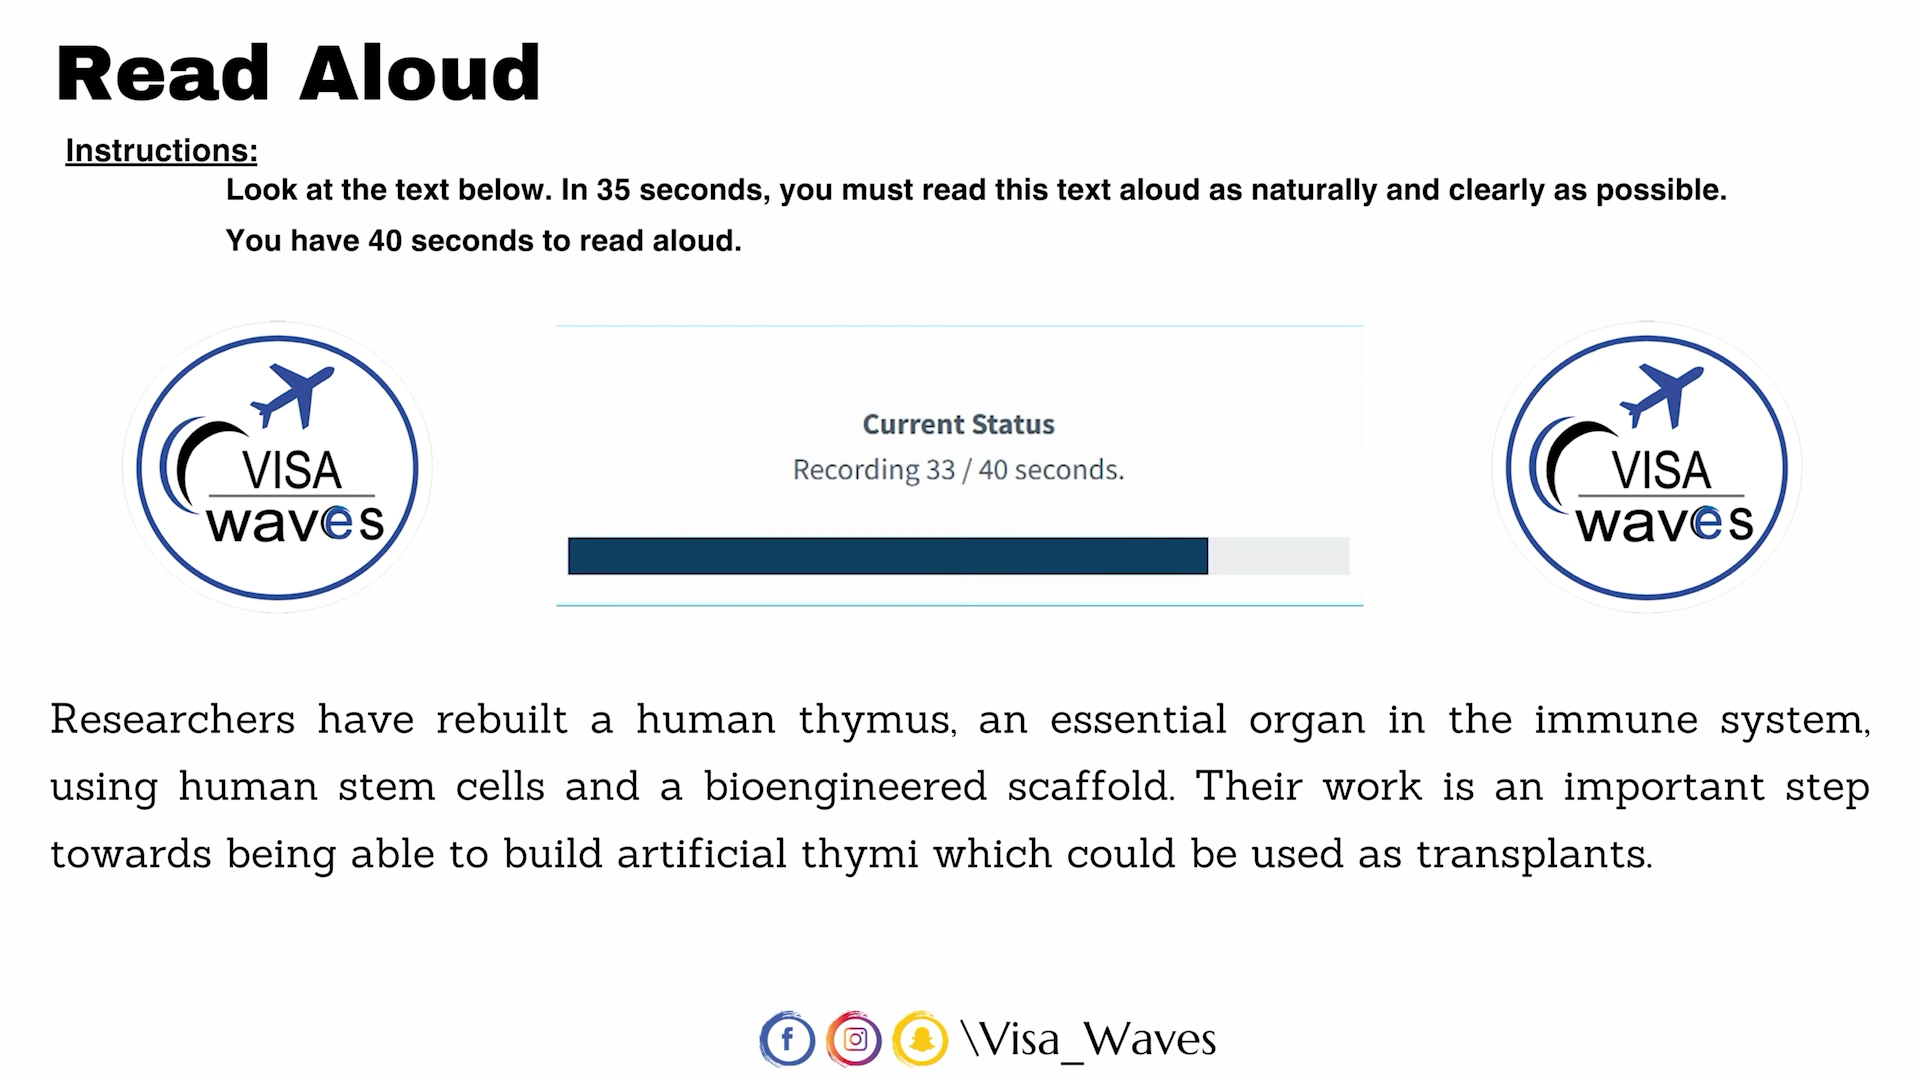 Read Aloud
Instructions:
Look at the text below. In 35 seconds, you must read this text aloud as naturally and clearly as possible.
You have 40 seconds to read aloud.
VISA
waves
Current Status
Recording 33 / 40 seconds.
VISA
waves
Researchers have rebuilt a human thymus, an essential organ in the immune system,
using human stem cells and a bioengineered scaffold. Their work is an important step
towards being able to build artificial thymi which could be used as transplants.
\Visa_Waves